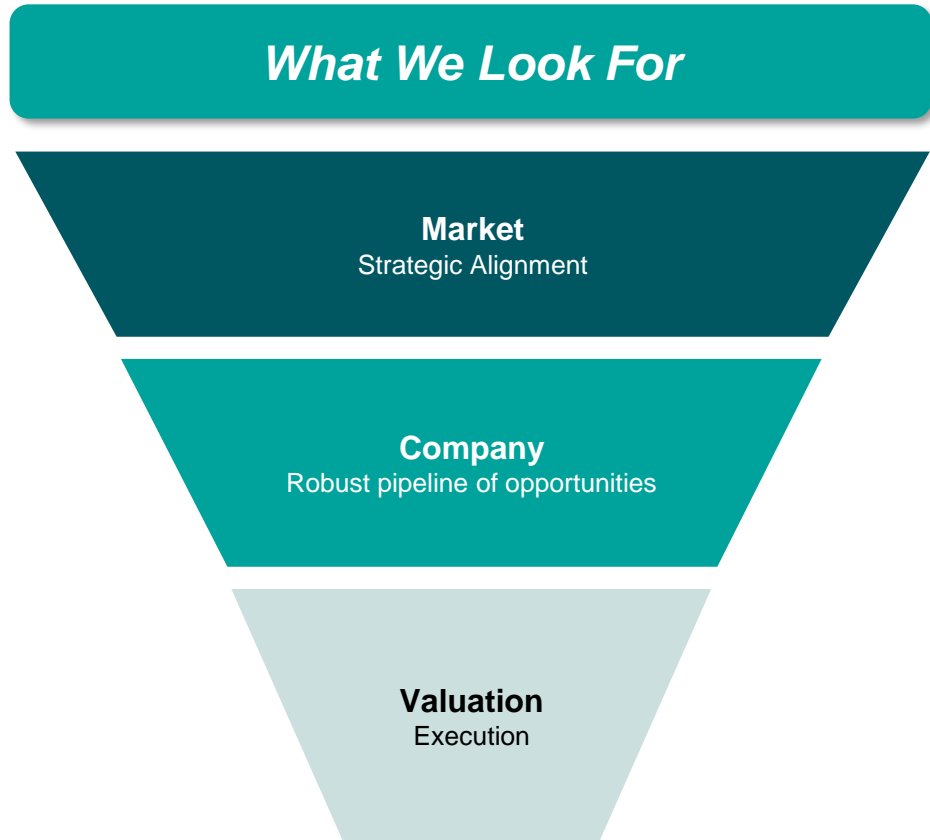 What We Look For
Market
Strategic Alignment
Company
Robust pipeline of opportunities
Valuation
Execution